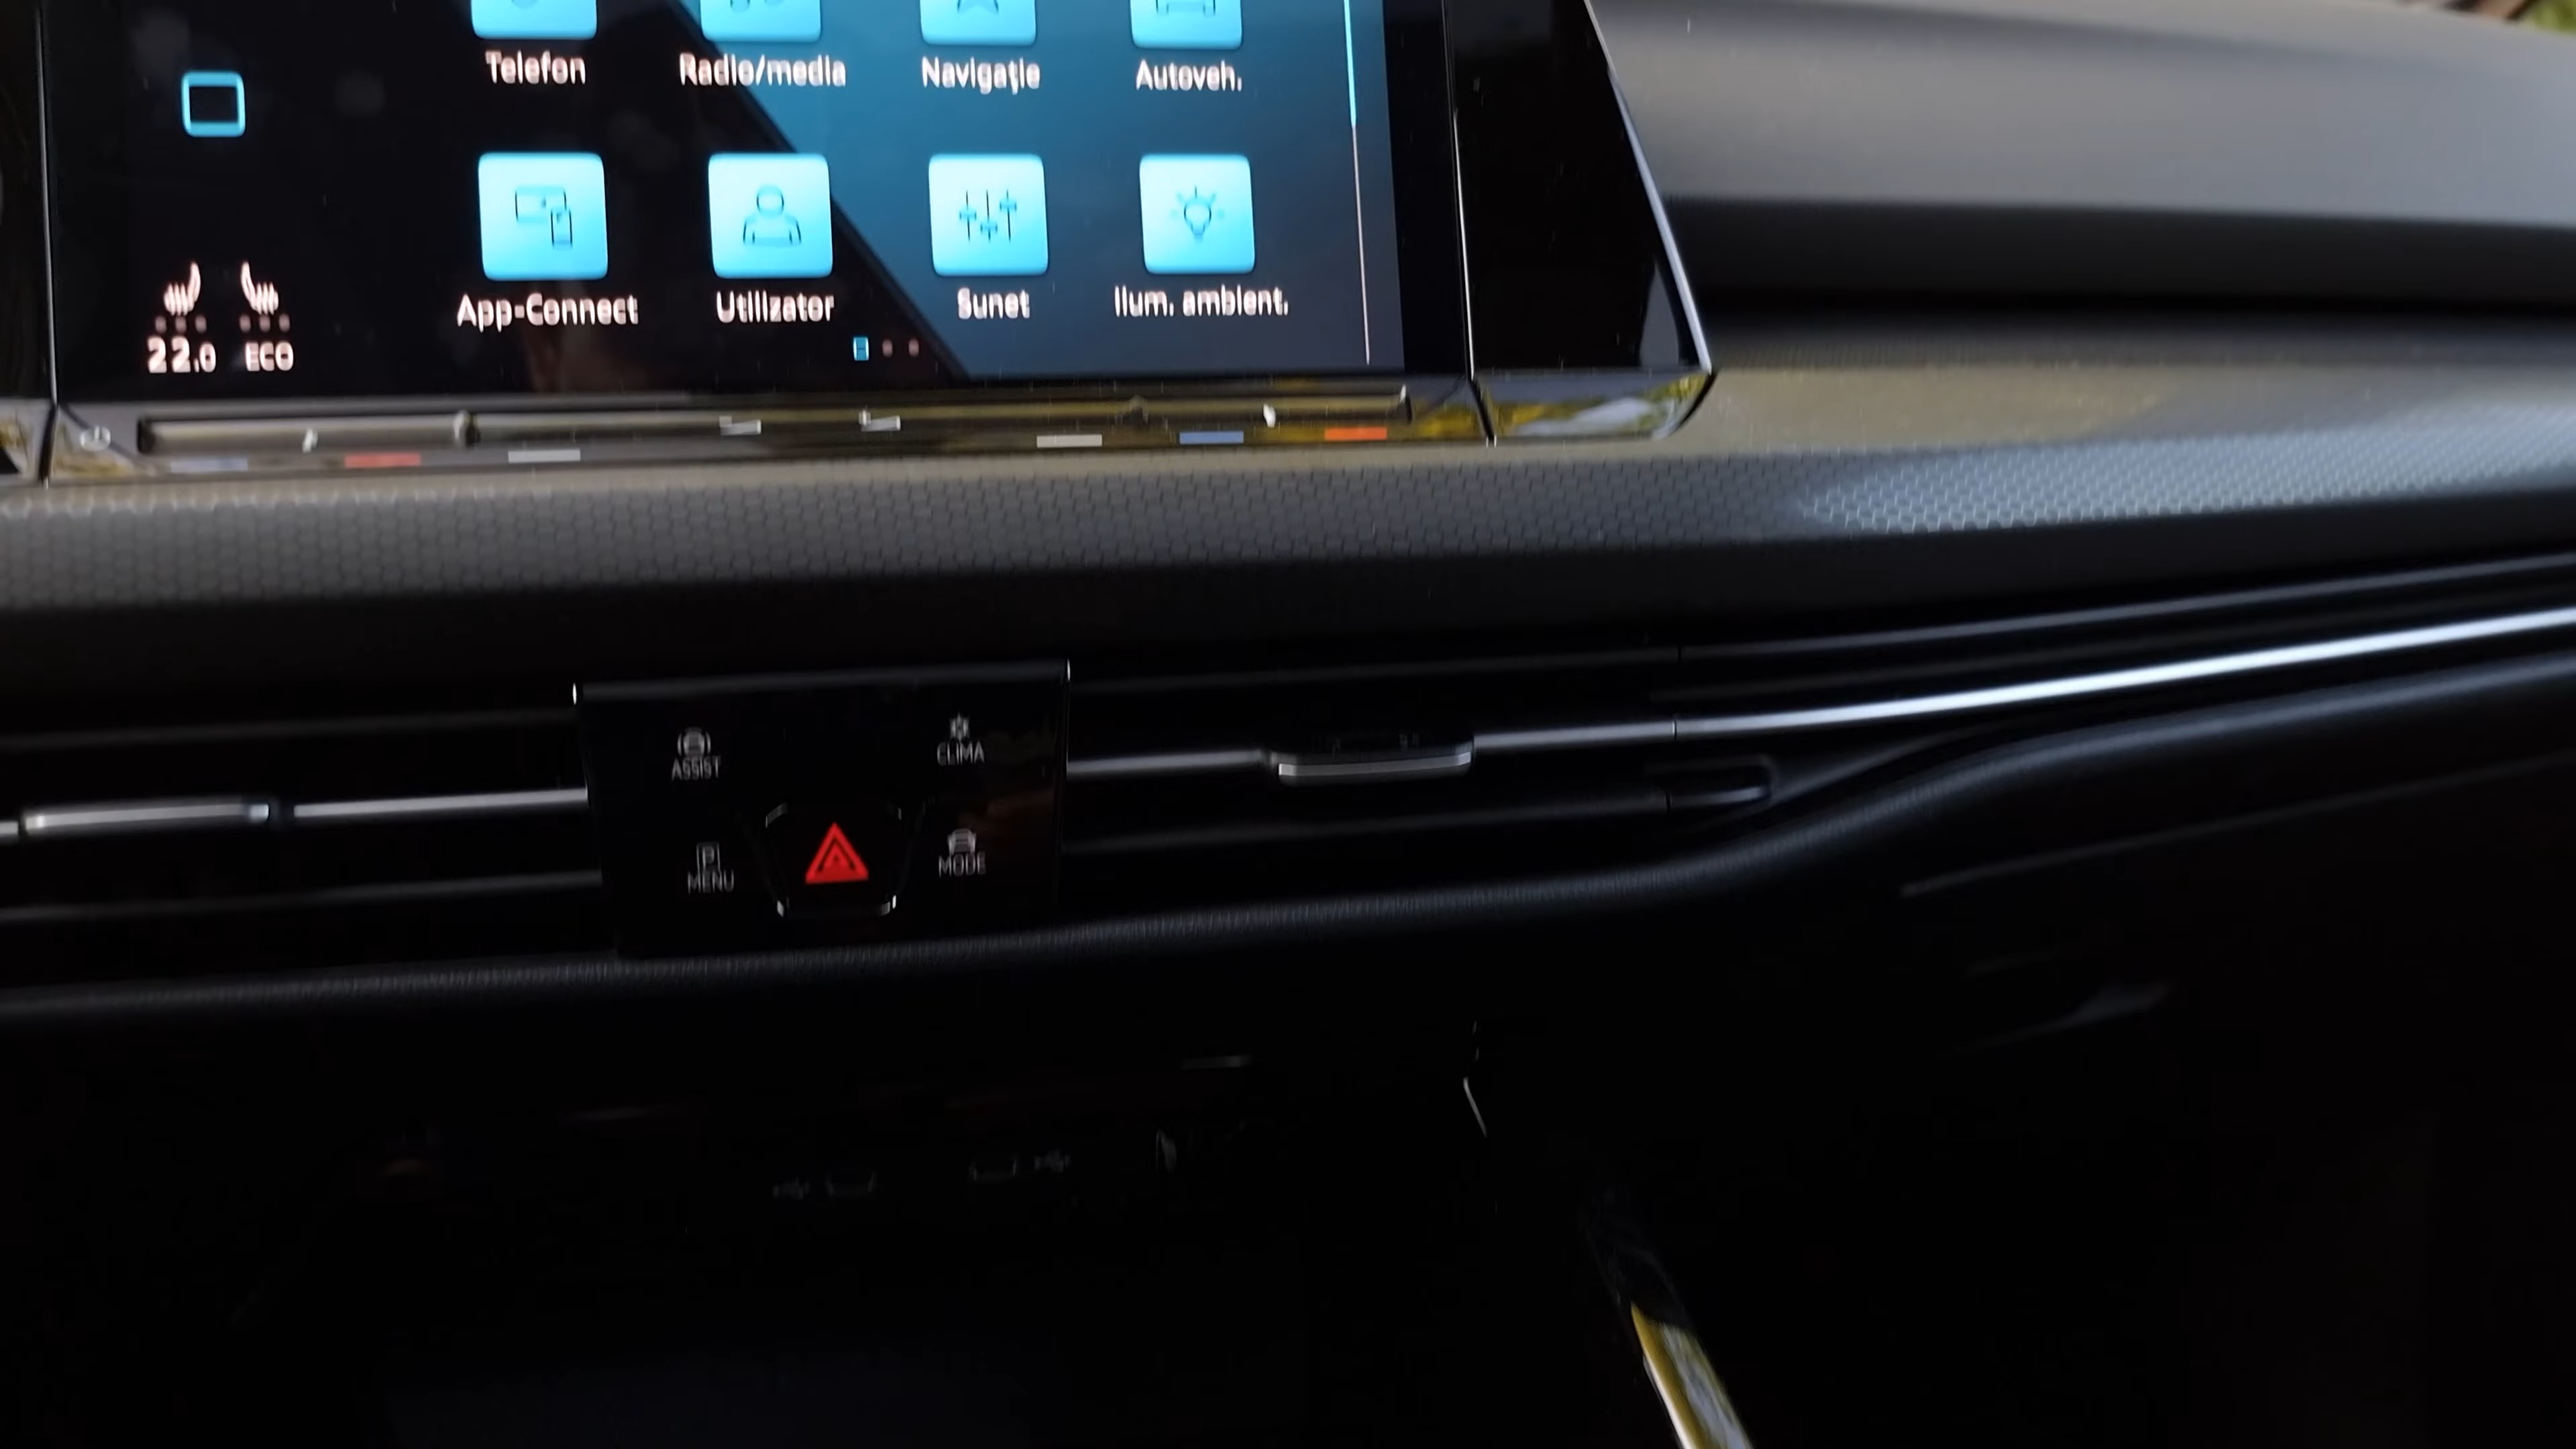 Telefon
Radio/media
Navigație
Autoveh.
App-Connect
Utilizator
Sunet
Ilum. ambient.
22.0
ECO
ASSIST
CLIMA
P
MENU
MODE